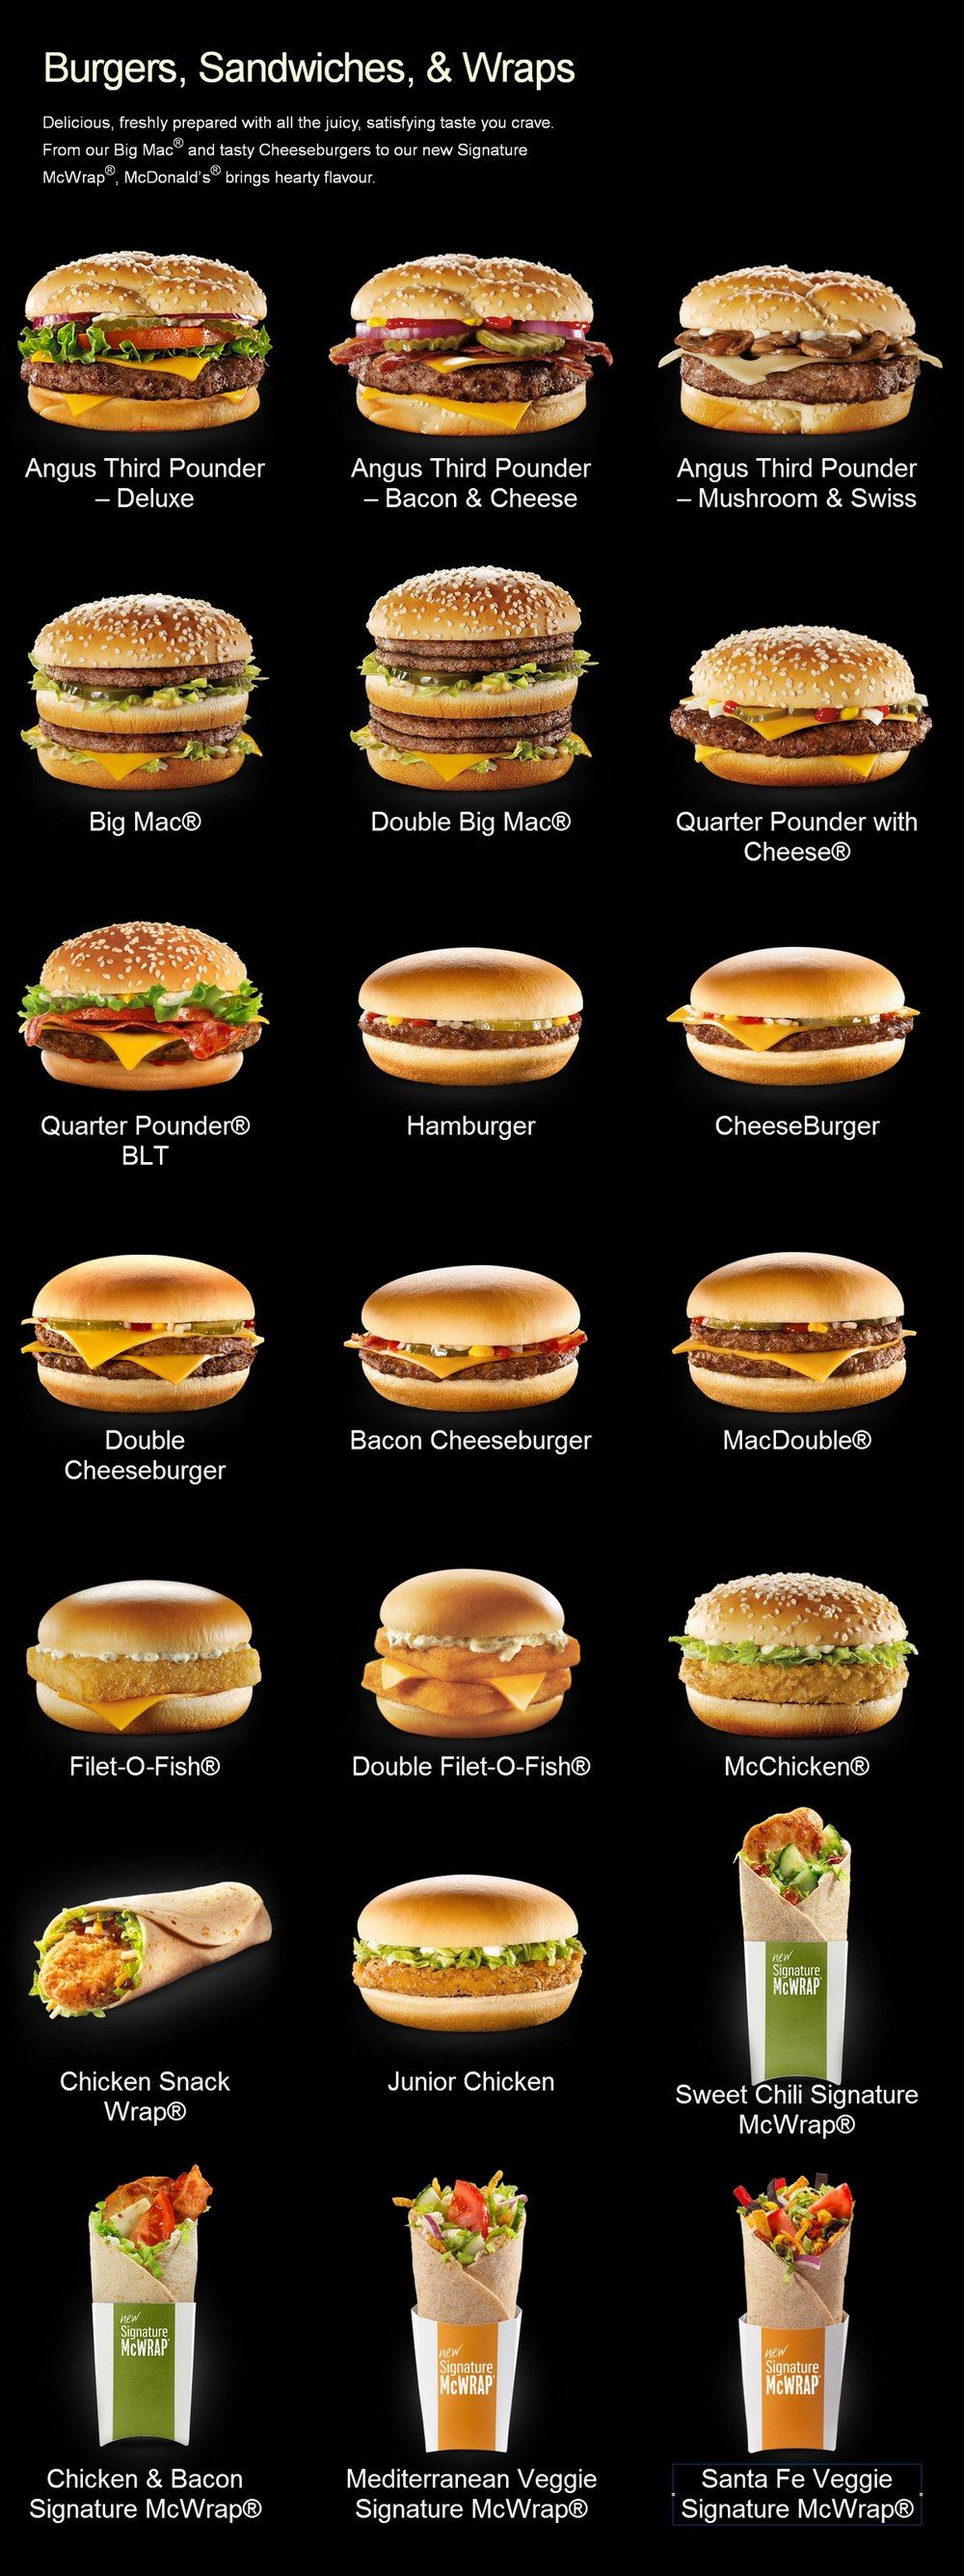 Burgers, Sandwiches, & Wraps
Delicious, freshly prepared with all the juicy, satisfying taste you crave.
From our Big Mac® and tasty Cheeseburgers to our new Signature
McWrap®, McDonald's® brings hearty flavour.
Angus Third Pounder
– Deluxe
Angus Third Pounder
– Bacon & Cheese
Angus Third Pounder
– Mushroom & Swiss
Big Mac®
Double Big Mac®
Quarter Pounder with
Cheese®
Quarter Pounder®
BLT
Hamburger
CheeseBurger
Double
Cheeseburger
Bacon Cheeseburger
MacDouble®
Filet-O-Fish®
Double Filet-O-Fish®
McChicken®
Chicken Snack
Wrap®
Junior Chicken
new
Signature
McWRAP
Sweet Chili Signature
McWrap®
new
Signature
McWRAP
Chicken & Bacon
Signature McWrap®
new
Signature
McWRAP
Mediterranean Veggie
Signature McWrap®
new
Signature
McWRAP
Santa Fe Veggie
Signature McWrap®